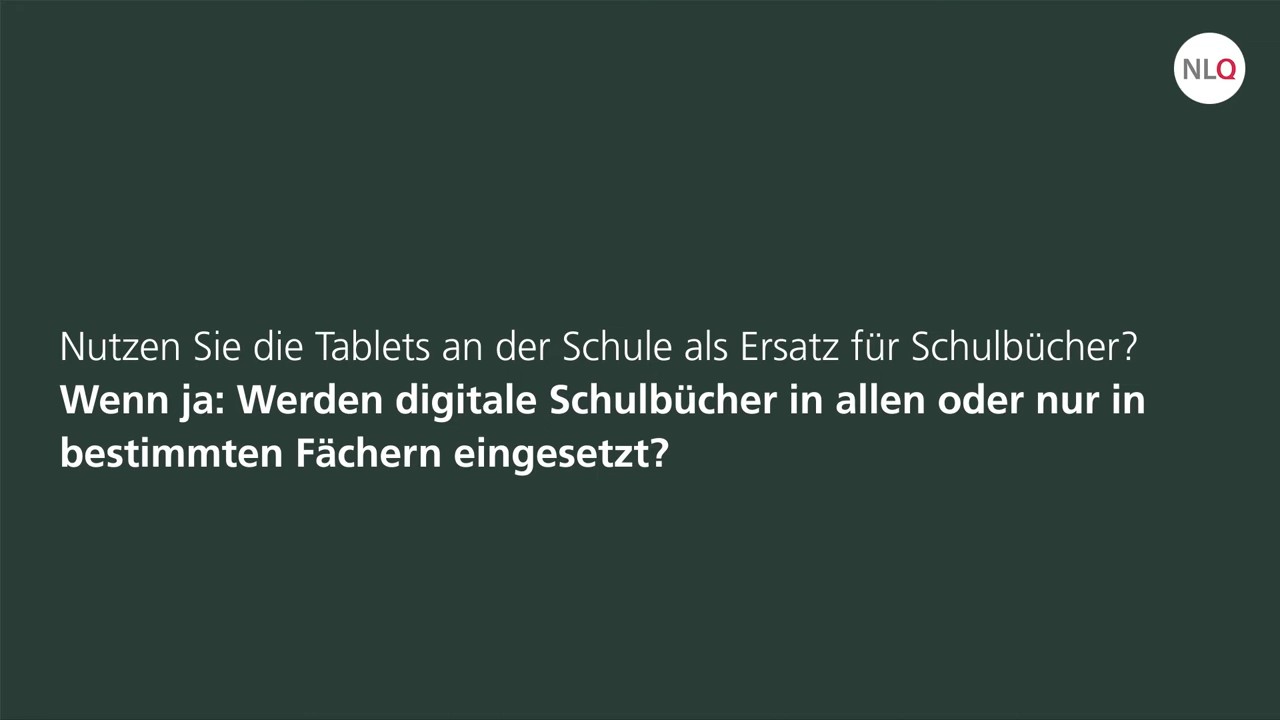 NLQ
Nutzen Sie die Tablets an der Schule als Ersatz für Schulbücher?
Wenn ja: Werden digitale Schulbücher in allen oder nur in
bestimmten Fächern eingesetzt?